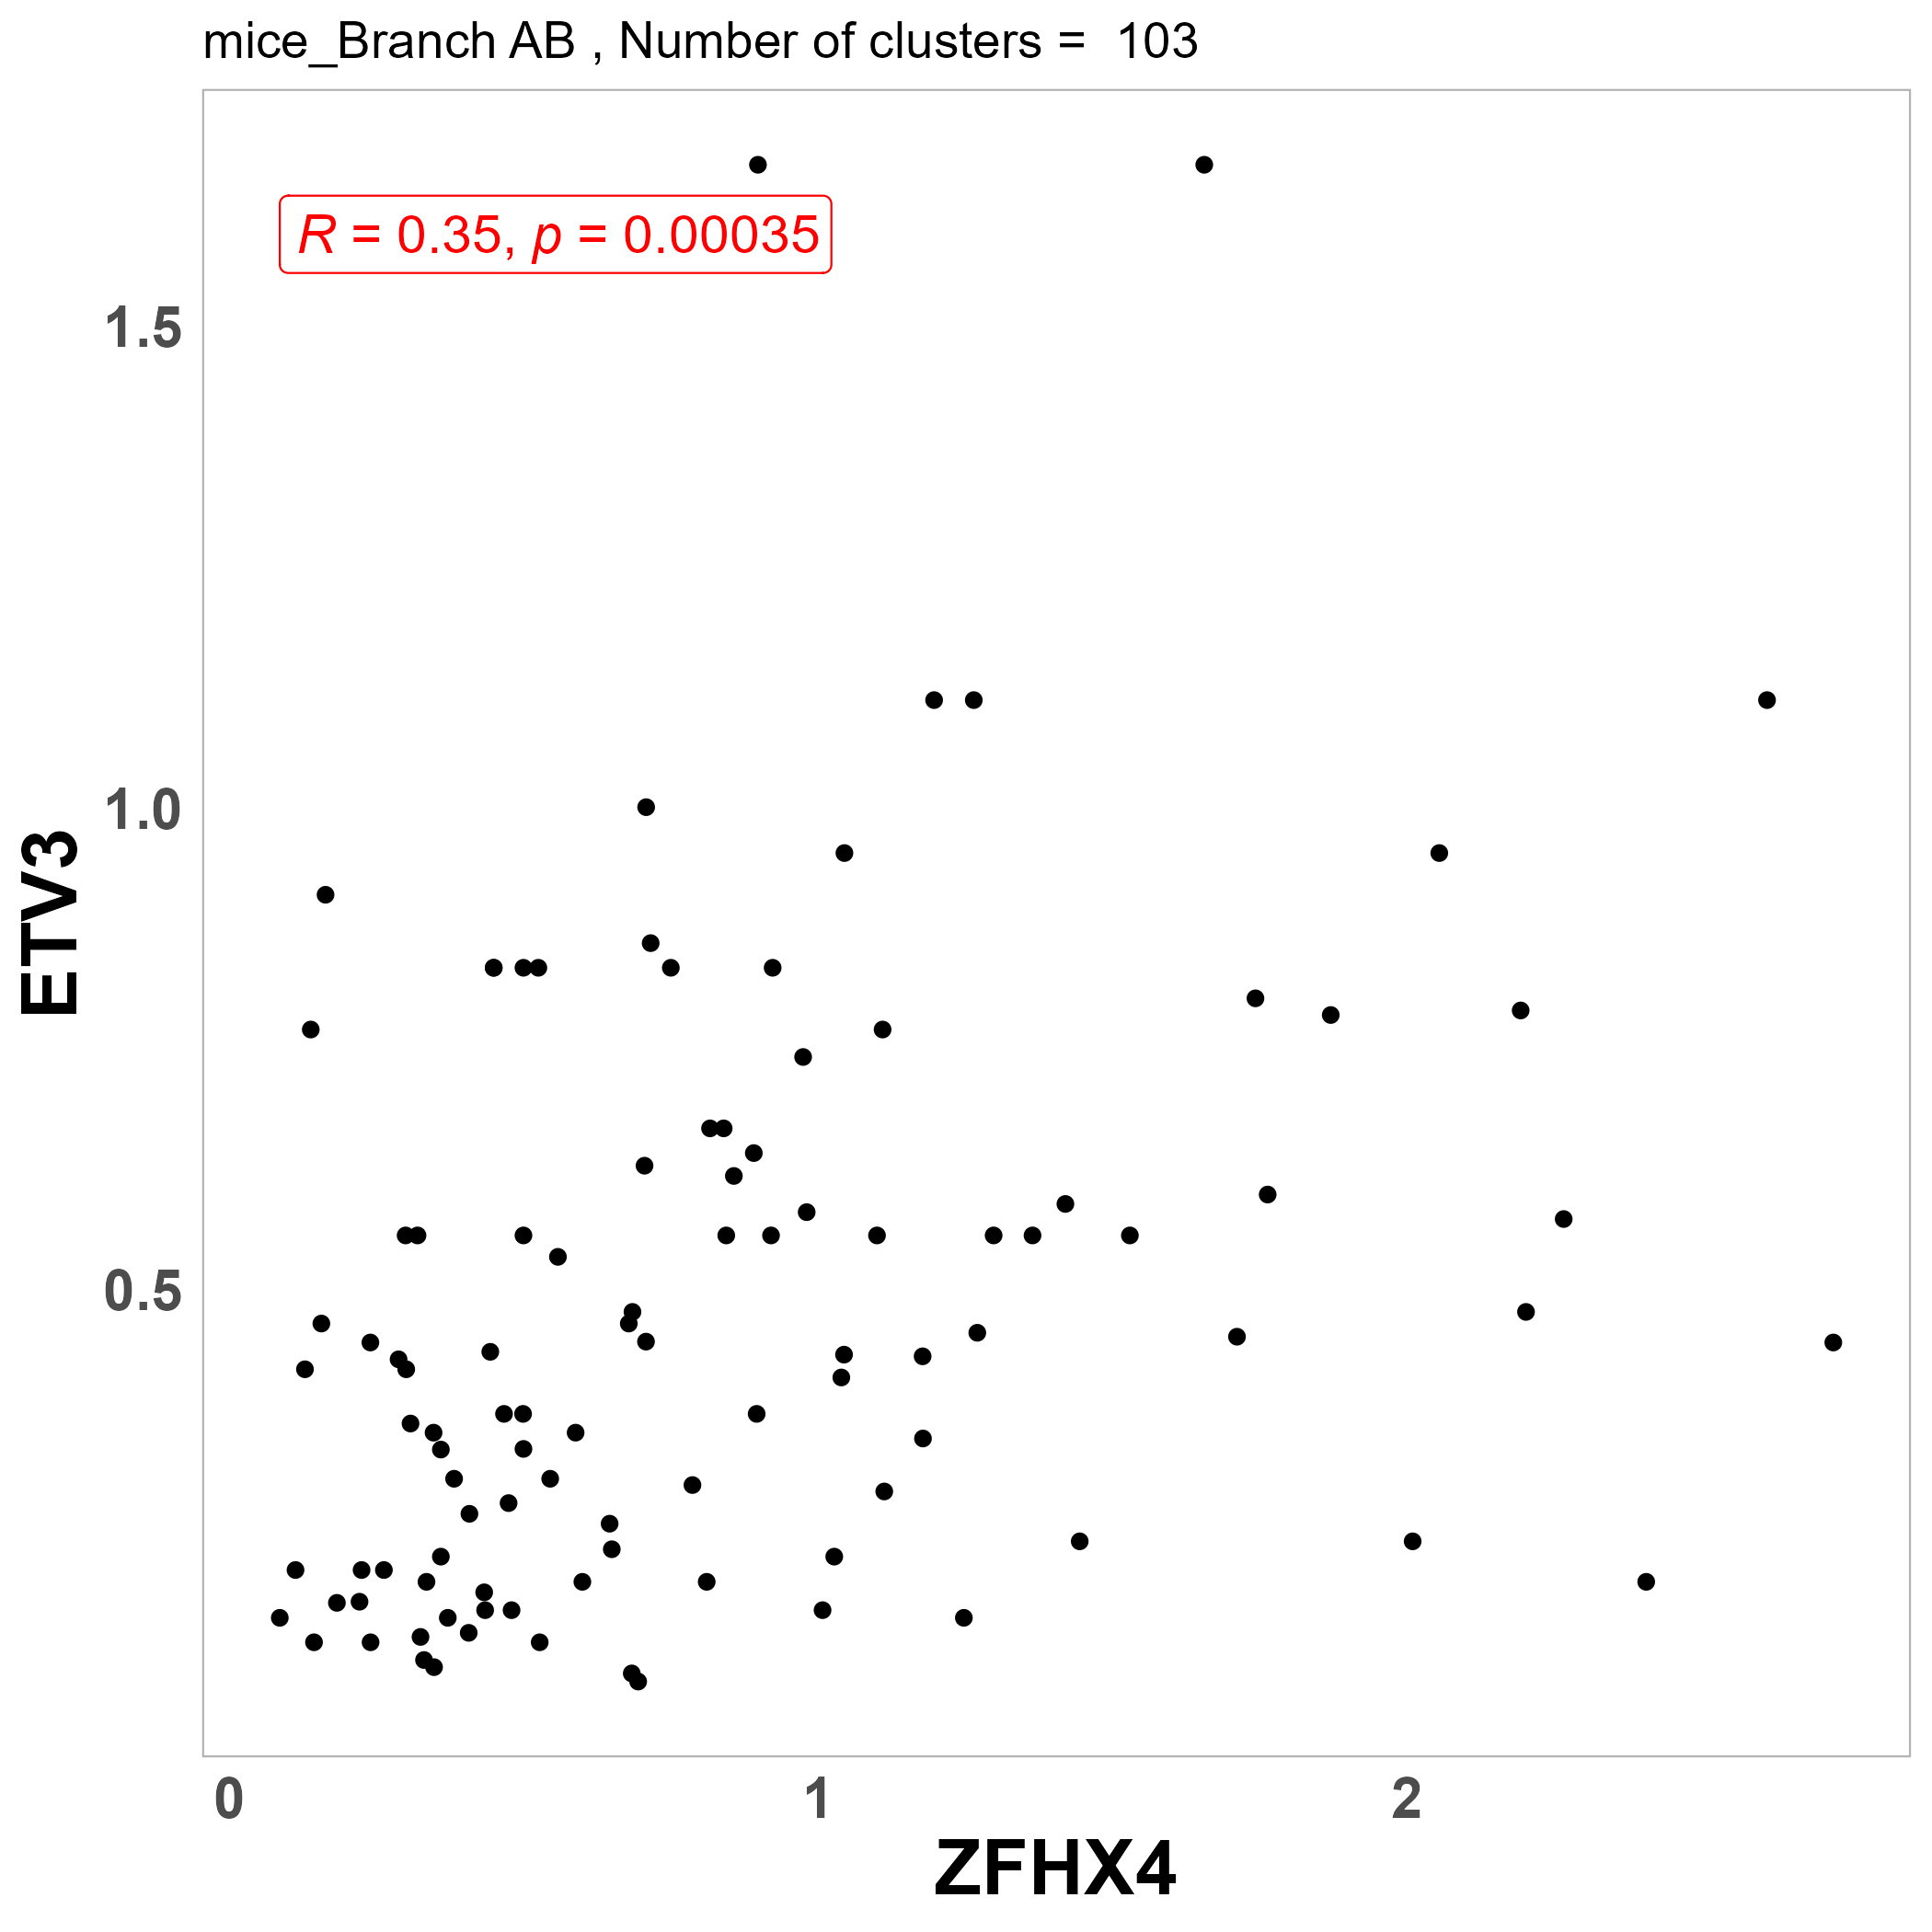 mice_Branch AB , Number of clusters =  103
R = 0.35, p = 0.00035
1.5
1.0
0.5
ETV3
0 1 2
ZFHX4